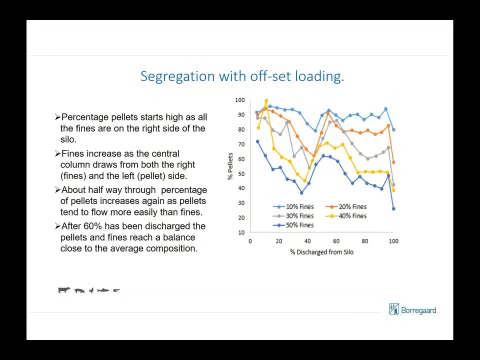 Segregation with off-set loading.
➢Percentage pellets starts high as all
the fines are on the right side of the
silo.
➢Fines increase as the central
column draws from both the right
(fines) and the left (pellet) side.
➢About half way through percentage
of pellets increases again as pellets
tend to flow more easily than fines.
➢After 60% has been discharged the
pellets and fines reach a balance
close to the average composition.
100
90
80
70
60
50
40
30
20
10
% Pellets
0 20 40 60 80 100
% Discharged from Silo
10% Fines 20% Fines
30% Fines 40% Fines
50% Fines
Borregaard